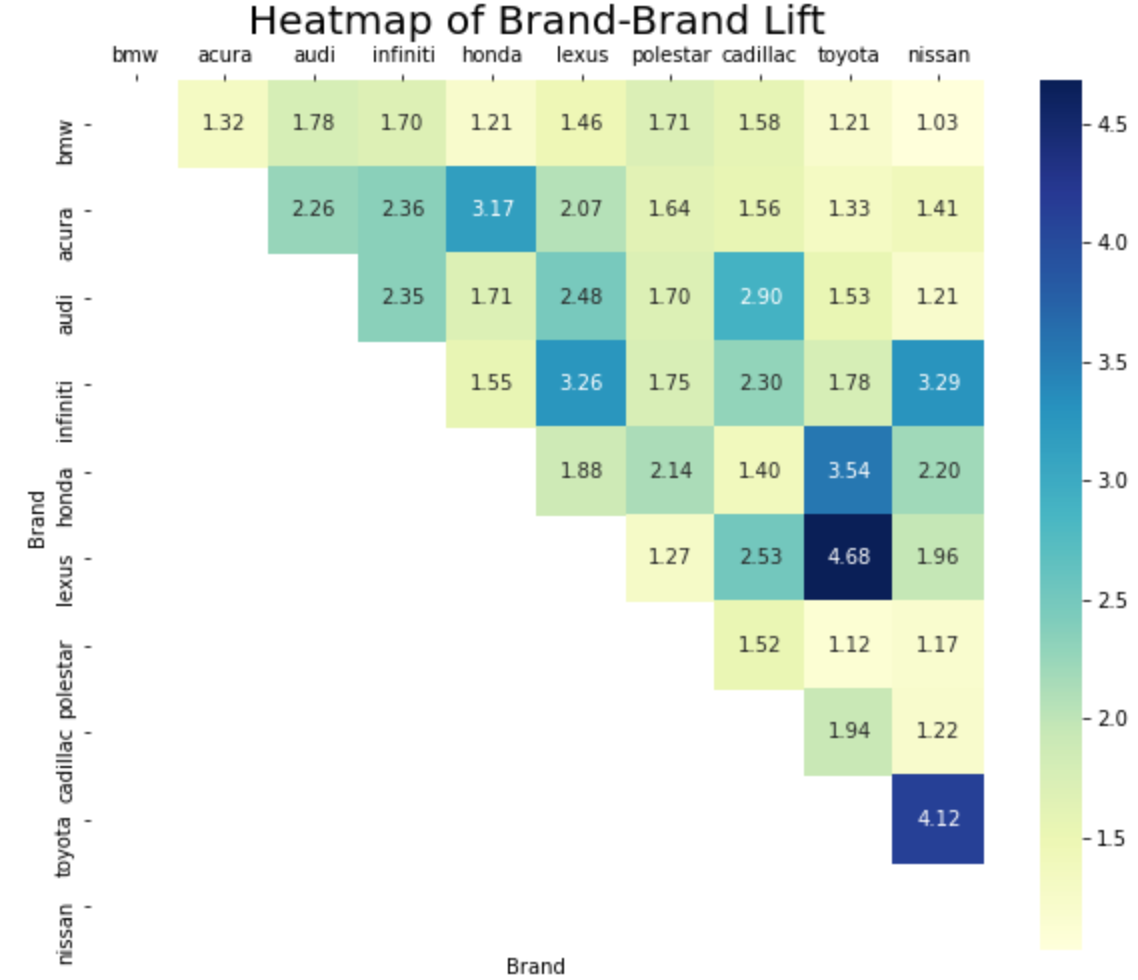 Heatmap of Brand-Brand Lift
bmw acura audi infiniti honda lexus polestar cadillac toyota nissan
bmw 1.32 1.78 1.70 1.21 1.46 1.71 1.58 1.21 1.03
acura 2.26 2.36 3.17 2.07 1.64 1.56 1.33 1.41
audi 2.35 1.71 2.48 1.70 2.90 1.53 1.21
infiniti 1.55 3.26 1.75 2.30 1.78 3.29
honda 1.88 2.14 1.40 3.54 2.20
lexus 1.27 2.53 4.68 1.96
polestar 1.52 1.12 1.17
cadillac 1.94 1.22
toyota 4.12
nissan
Brand
Brand
4.5
4.0
3.5
3.0
2.5
2.0
1.5